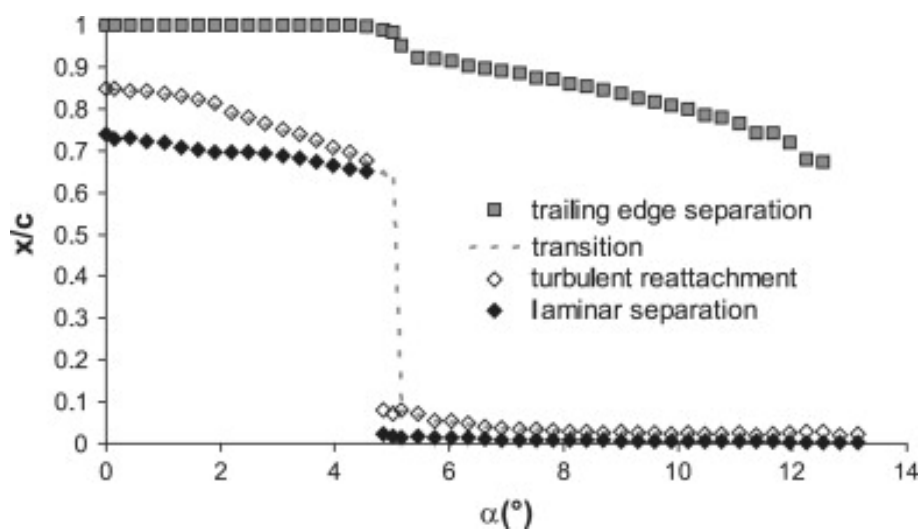 1
0.9
0.8
0.7
0.6
0.5
0.4
0.3
0.2
0.1
0
x/c
trailing edge separation
transition
turbulent reattachment
laminar separation
0 2 4 6 8 10 12 14
α(°)